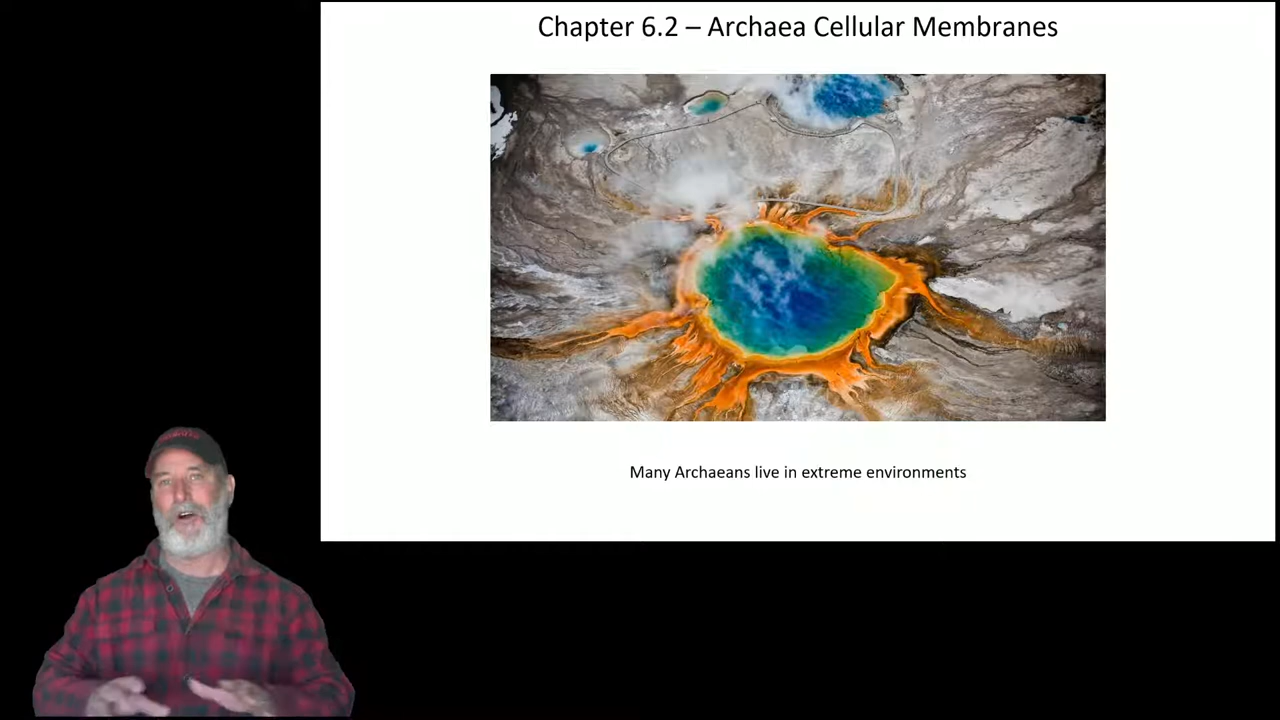 Chapter 6.2 – Archaea Cellular Membranes
Many Archaeans live in extreme environments